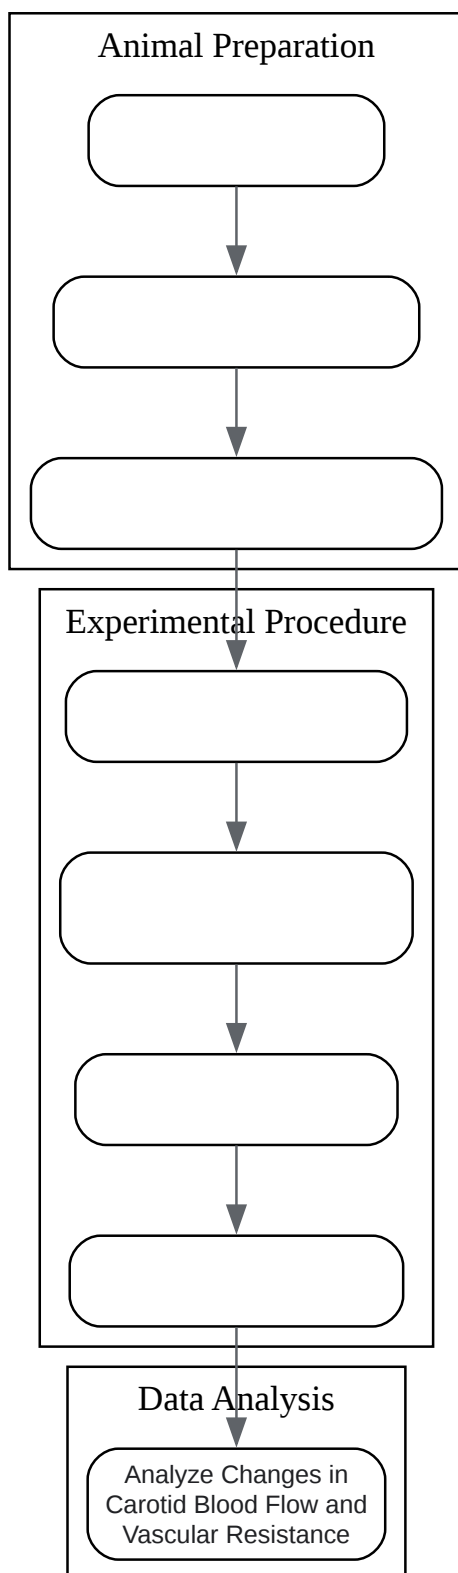 Animal Preparation
Experimental Procedure
Data Analysis
Analyze Changes in
Carotid Blood Flow and
Vascular Resistance